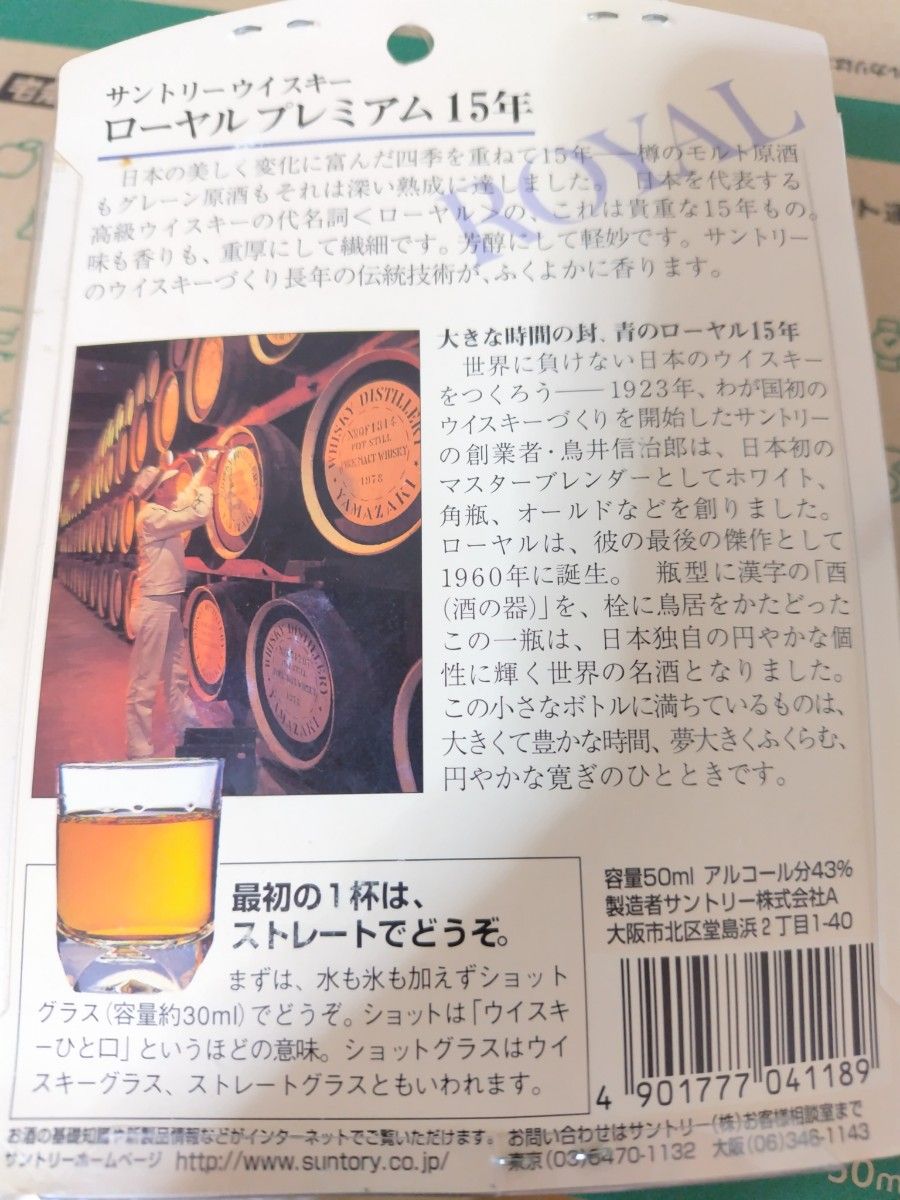 サントリーウイスキー
ローヤル プレミアム 15年
ROYAL
日本の美しく変化に富んだ四季を重ねて15年――樽のモルト原酒
もグレーン原酒もそれは深い熟成に達しました。 日本を代表する
高級ウイスキーの代名詞<ローヤル>の、これは貴重な15年もの。
味も香りも、重厚にして繊細です。芳醇にして軽妙です。サントリー
のウイスキーづくり長年の伝統技術が、ふくよかに香ります。
大きな時間の封、青のローヤル15年
世界に負けない日本のウイスキー
をつくろう――1923年、わが国初の
ウイスキーづくりを開始したサントリー
の創業者・鳥井信治郎は、日本初の
マスターブレンダーとしてホワイト、
角瓶、オールドなどを創りました。
ローヤルは、彼の最後の傑作として
1960年に誕生。 瓶型に漢字の「酉
(酒の器)」を、栓に鳥居をかたどった
この一瓶は、日本独自の円やかな個
性に輝く世界の名酒となりました。
この小さなボトルに満ちているものは、
大きくて豊かな時間、夢大きくふくらむ、
円やかな寛ぎのひとときです。
WHISKY DISTILLERY
POT STILL
PURE MALT WHISKY
1978
YAMAZAKI
WHISKY DISTILLERY
YAMAZAKI
最初の1杯は、
ストレートでどうぞ。
まずは、水も氷も加えずショット
グラス(容量約30ml)でどうぞ。ショットは「ウイスキ
ーひと口」というほどの意味。ショットグラスはウイ
スキーグラス、ストレートグラスともいわれます。
容量50ml アルコール分43%
製造者サントリー株式会社A
大阪市北区堂島浜2丁目1-40
4 901777 041189
お酒の基礎知識や新製品情報などがインターネットでご覧いただけます。
サントリーホームページ http://www.suntory.co.jp/
お問い合わせはサントリー(株)お客様相談室まで
東京(03)5470-1132 大阪(06)346-1143